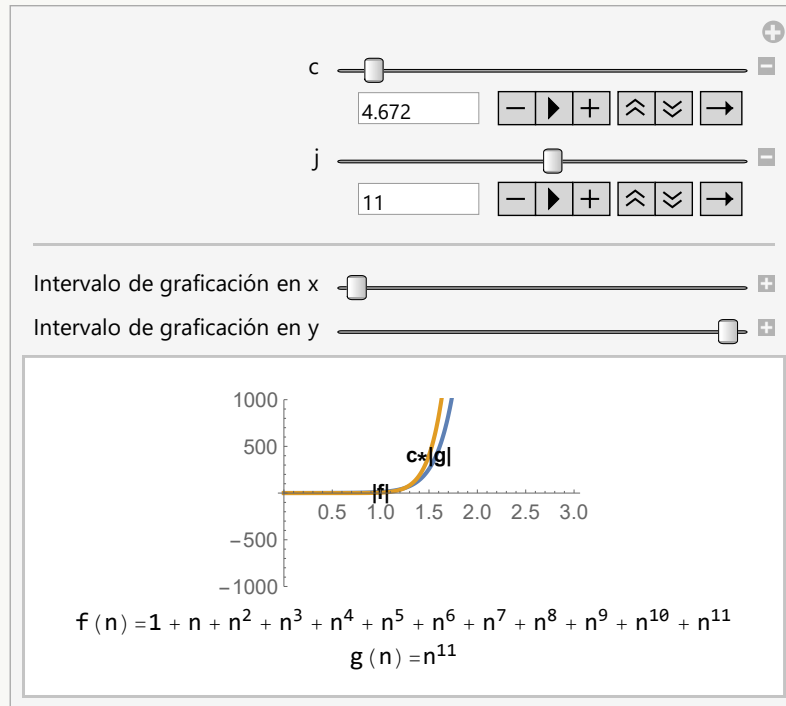 c
4.672
j
11
Intervalo de graficación en x
Intervalo de graficación en y
1000
500
c*|g|
|f|
0.5 1.0 1.5 2.0 2.5 3.0
−500
−1000
f(n)=1 + n + n² + n³ + n⁴ + n⁵ + n⁶ + n⁷ + n⁸ + n⁹ + n¹⁰ + n¹¹
g(n)=n¹¹